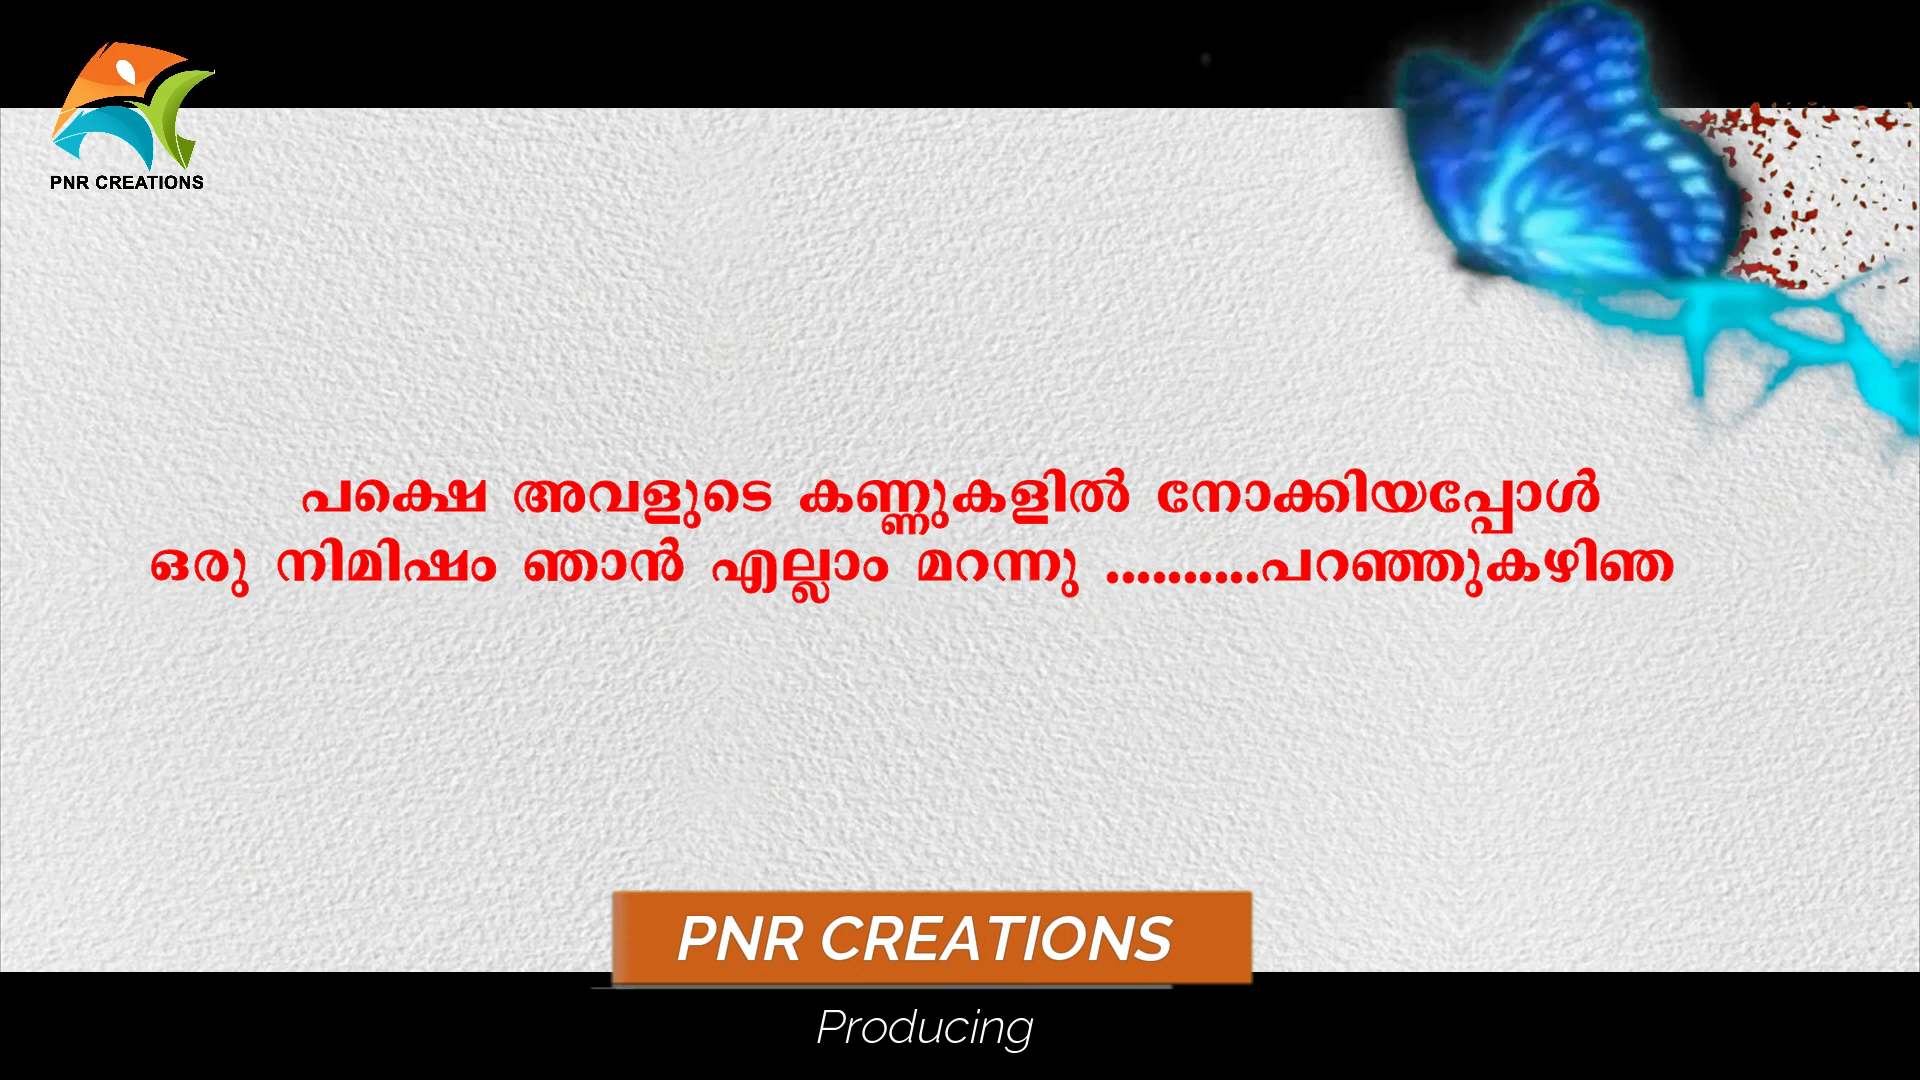 PNR CREATIONS
പക്ഷെ അവളുടെ കണ്ണുകളിൽ നോക്കിയപ്പോൾ
ഒരു നിമിഷം ഞാൻ എല്ലാം മറന്നു ..........പറഞ്ഞുകഴിഞ
PNR CREATIONS
Producing